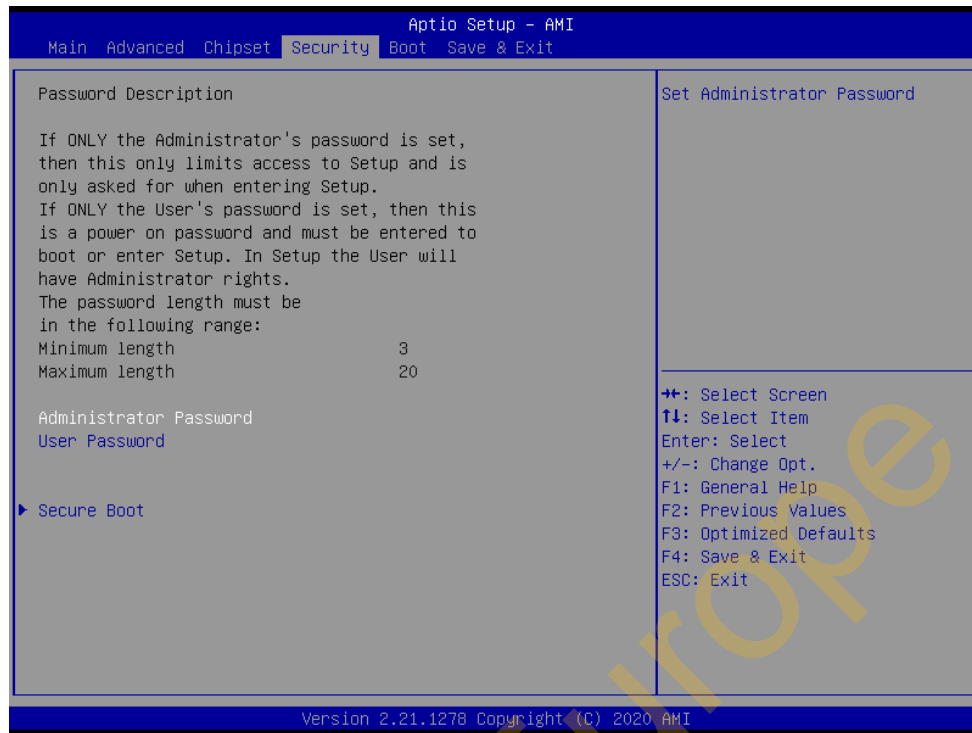 Aptio Setup – AMI
Main Advanced Chipset Security Boot Save & Exit
Password Description
If ONLY the Administrator's password is set,
then this only limits access to Setup and is
only asked for when entering Setup.
If ONLY the User's password is set, then this
is a power on password and must be entered to
boot or enter Setup. In Setup the User will
have Administrator rights.
The password length must be
in the following range:
Minimum length 3
Maximum length 20
Administrator Password
User Password
Secure Boot
Set Administrator Password
→←: Select Screen
↑↓: Select Item
Enter: Select
+/-: Change Opt.
F1: General Help
F2: Previous Values
F3: Optimized Defaults
F4: Save & Exit
ESC: Exit
Version 2.21.1278 Copyright (C) 2020 AMI